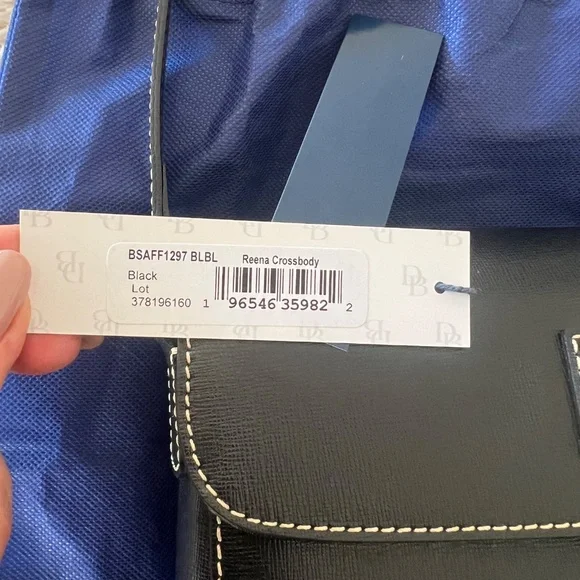 BSAFF1297 BLBL Reena Crossbody
Black
Lot
378196160 1 96546 35982 2